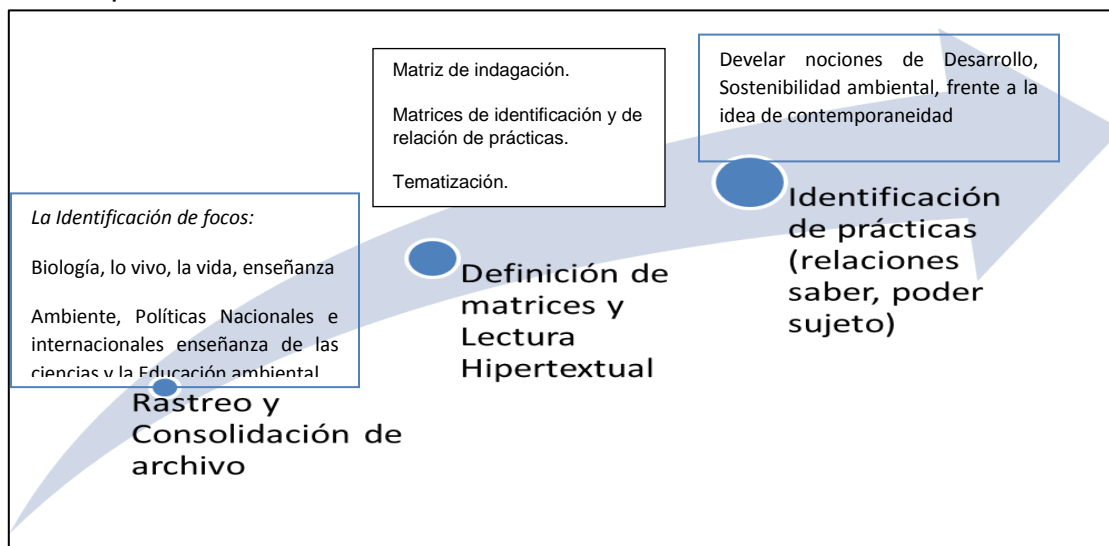 La Identificación de focos:
Biología, lo vivo, la vida, enseñanza
Ambiente, Políticas Nacionales e
internacionales enseñanza de las
ciencias y la Educación ambiental
Rastreo y
Consolidación de
archivo
Matriz de indagación.
Matrices de identificación y de
relación de prácticas.
Tematización.
Definición de
matrices y
Lectura
Hipertextual
Develar nociones de Desarrollo,
Sostenibilidad ambiental, frente a la
idea de contemporaneidad
Identificación
de prácticas
(relaciones
saber, poder
sujeto)